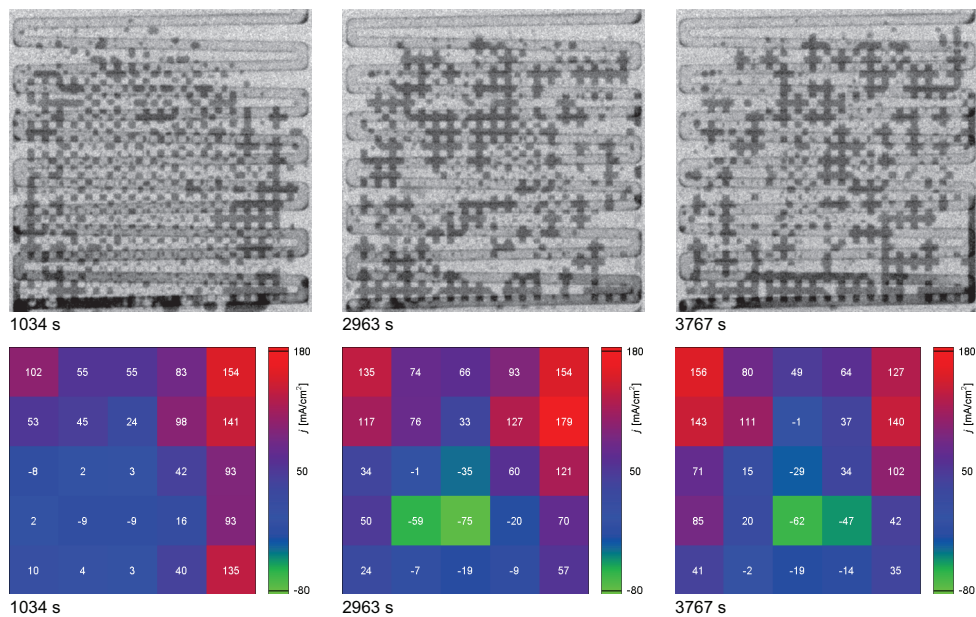 1034 s 2963 s 3767 s
102 55 55 83 154
53 45 24 98 141
-8 2 3 42 93
2 -9 -9 16 93
10 4 3 40 135
180
j [mA/cm²]
50
-80
1034 s
135 74 66 93 154
117 76 33 127 179
34 -1 -35 60 121
50 -59 -75 -20 70
24 -7 -19 -9 57
180
j [mA/cm²]
50
-80
2963 s
156 80 49 64 127
143 111 -1 37 140
71 15 -29 34 102
85 20 -62 -47 42
41 -2 -19 -14 35
180
j [mA/cm²]
50
-80
3767 s